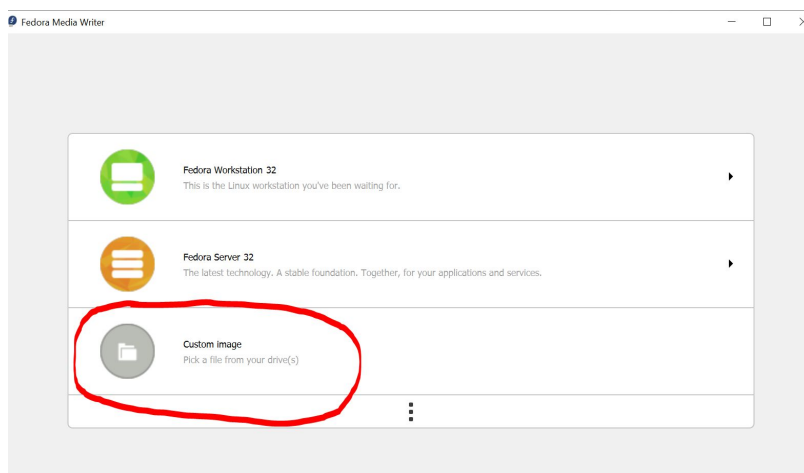 Fedora Media Writer
Fedora Workstation 32
This is the Linux workstation you've been waiting for.
Fedora Server 32
The latest technology. A stable foundation. Together, for your applications and services.
Custom image
Pick a file from your drive(s)